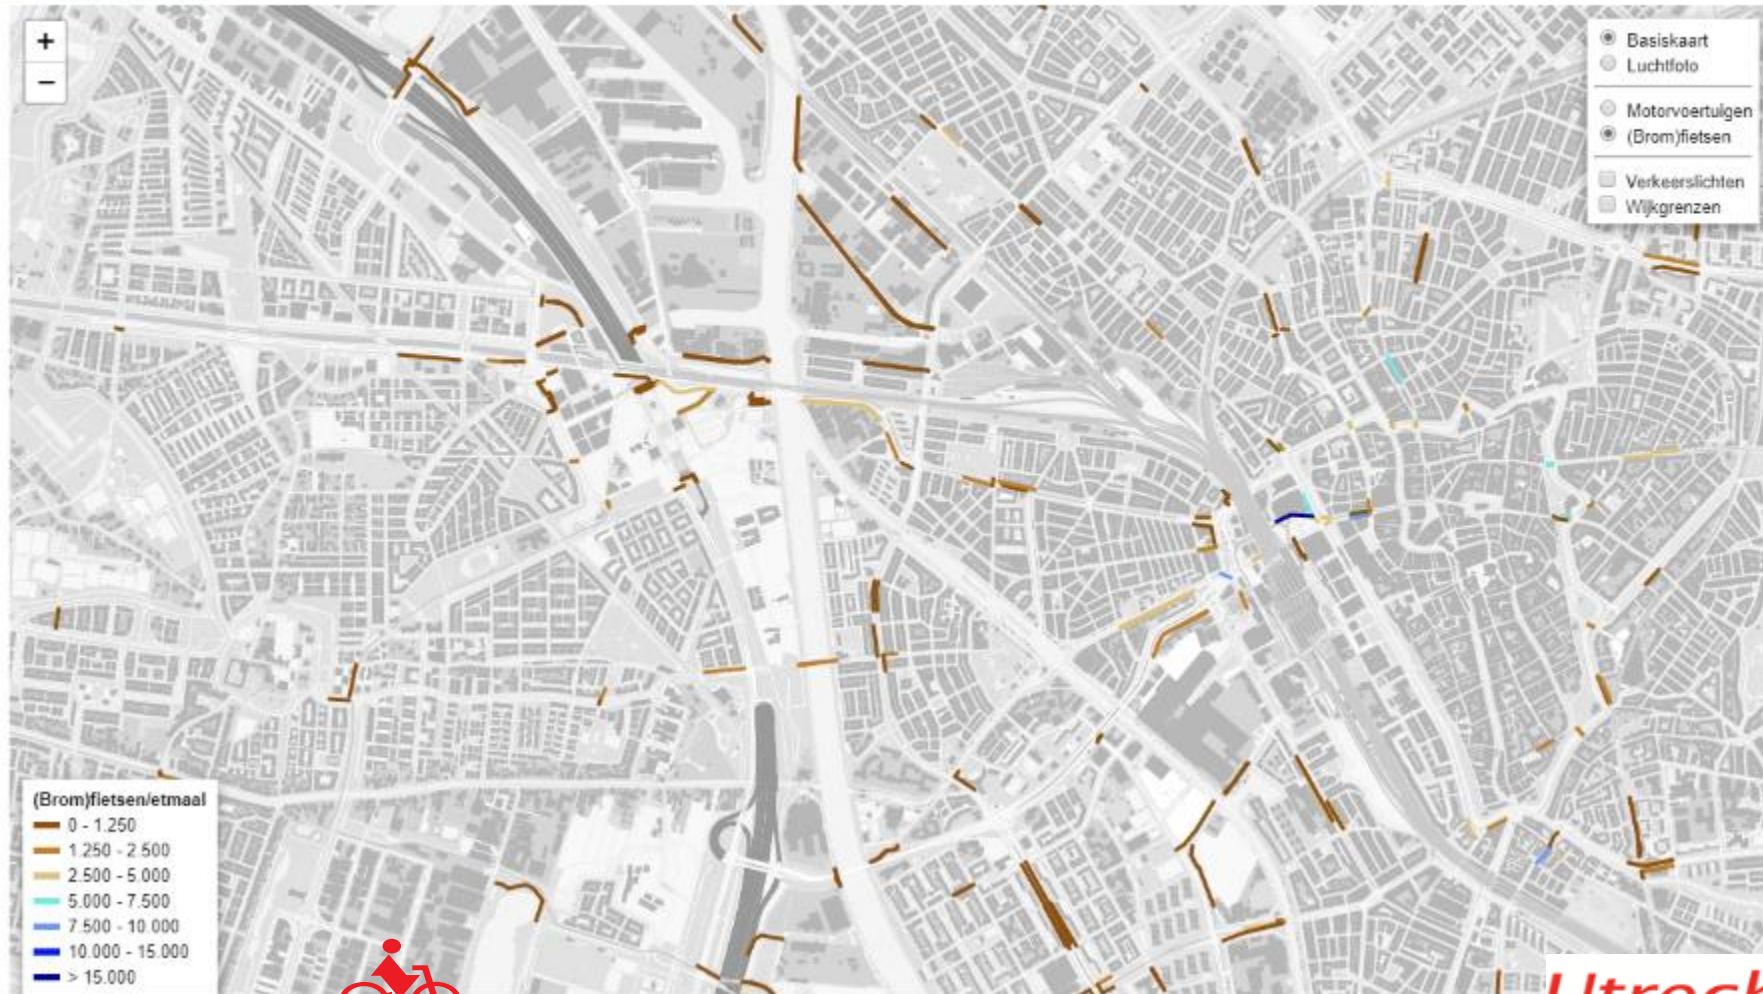 +
−
Basiskaart
Luchtfoto
Motorvoertuigen
(Brom)fietsen
Verkeerslichten
Wijkgrenzen
(Brom)fietsen/etmaal
0 - 1.250
1.250 - 2.500
2.500 - 5.000
5.000 - 7.500
7.500 - 10.000
10.000 - 15.000
> 15.000
Utrech